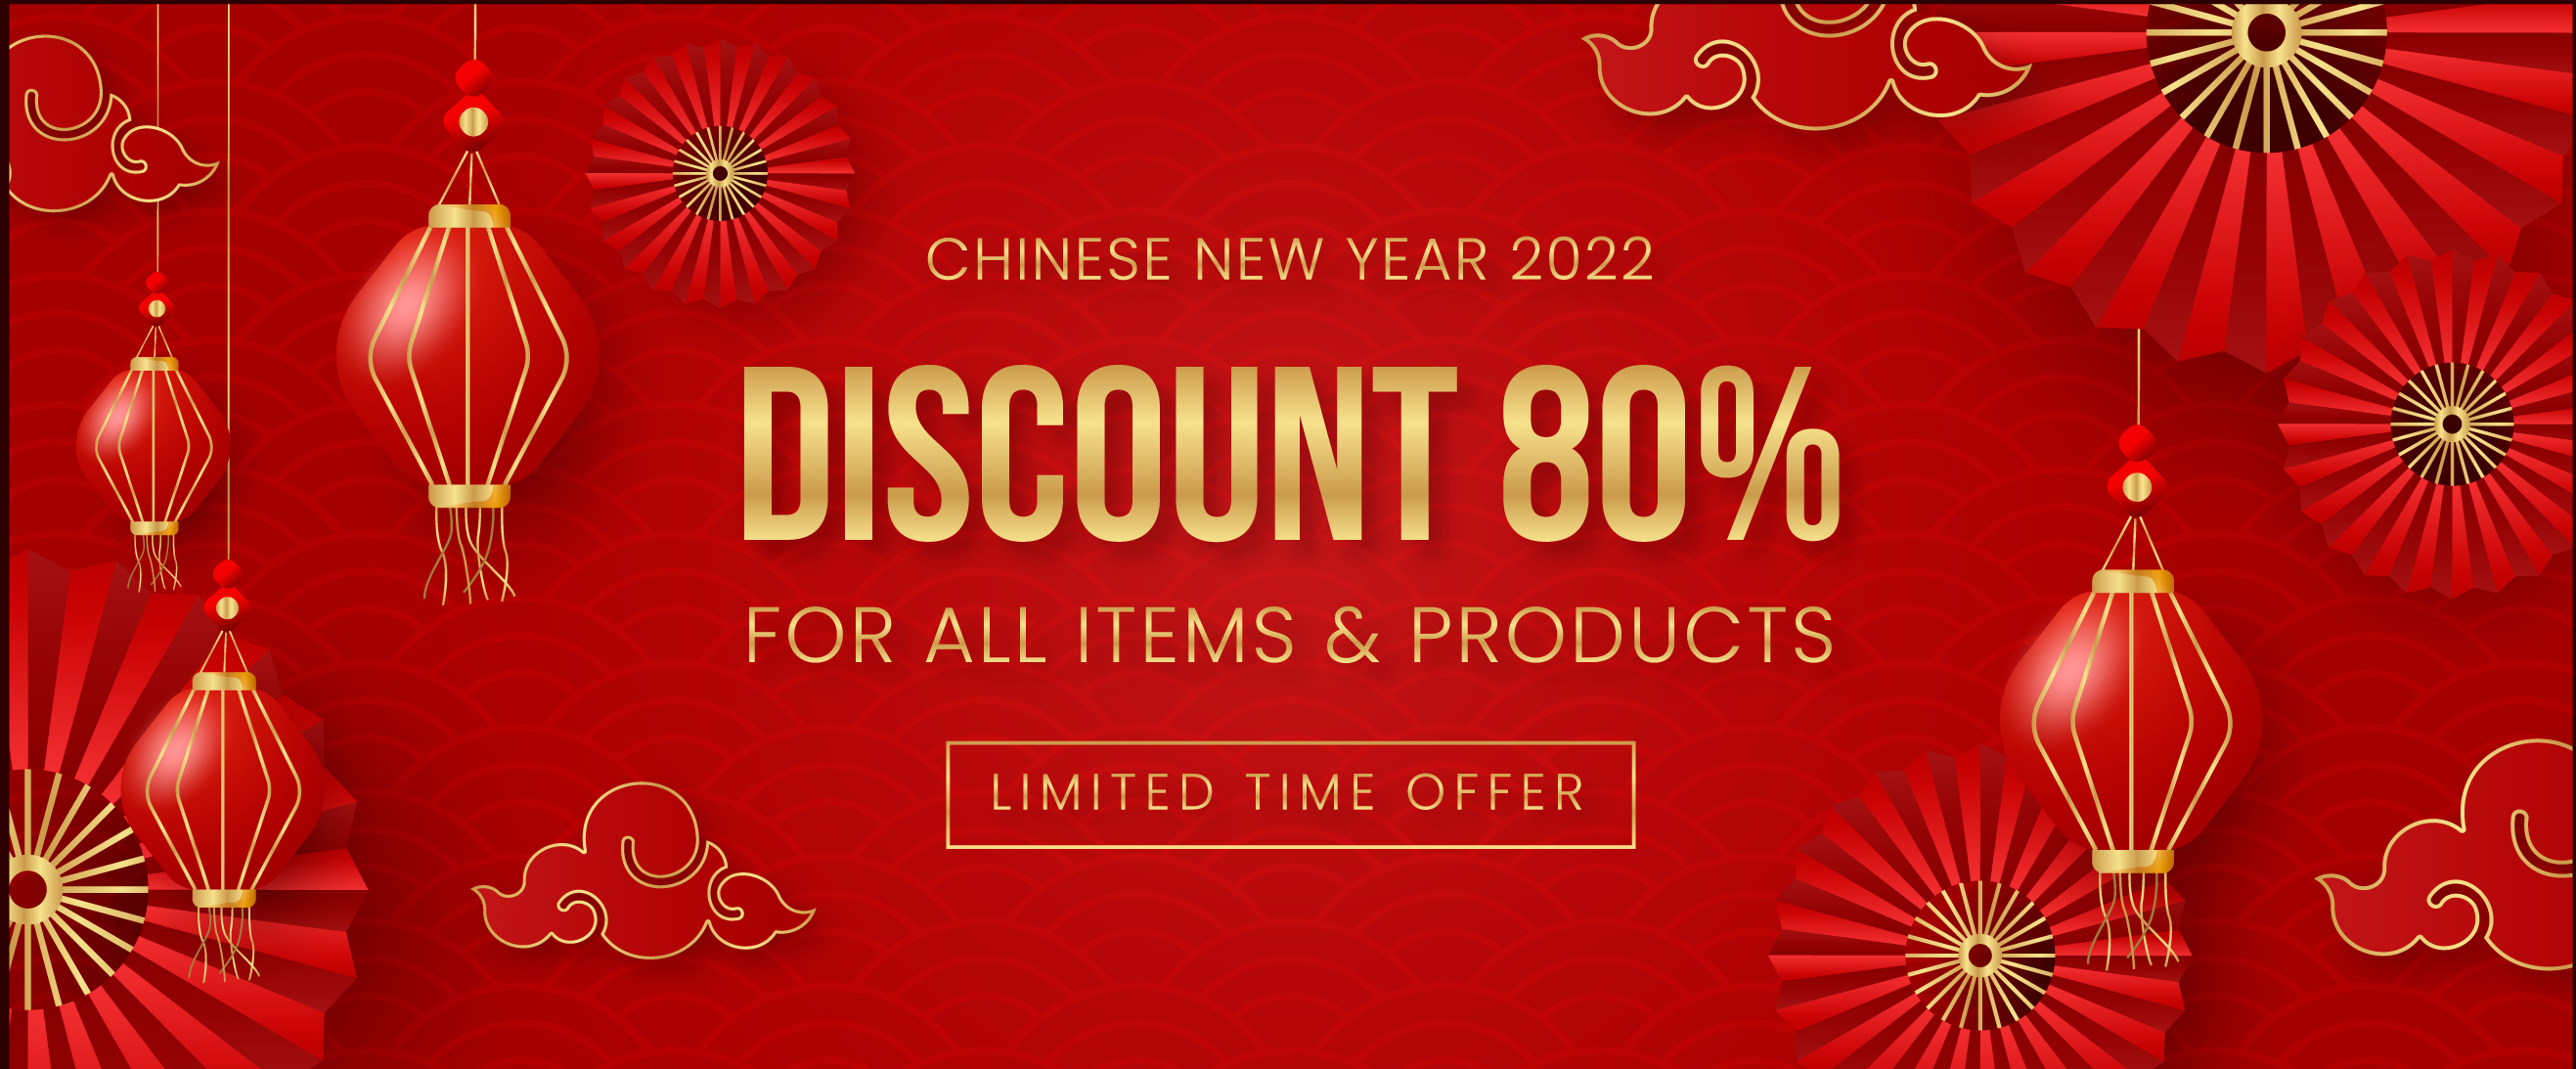 CHINESE NEW YEAR 2022
DISCOUNT 80%
FOR ALL ITEMS & PRODUCTS
LIMITED TIME OFFER